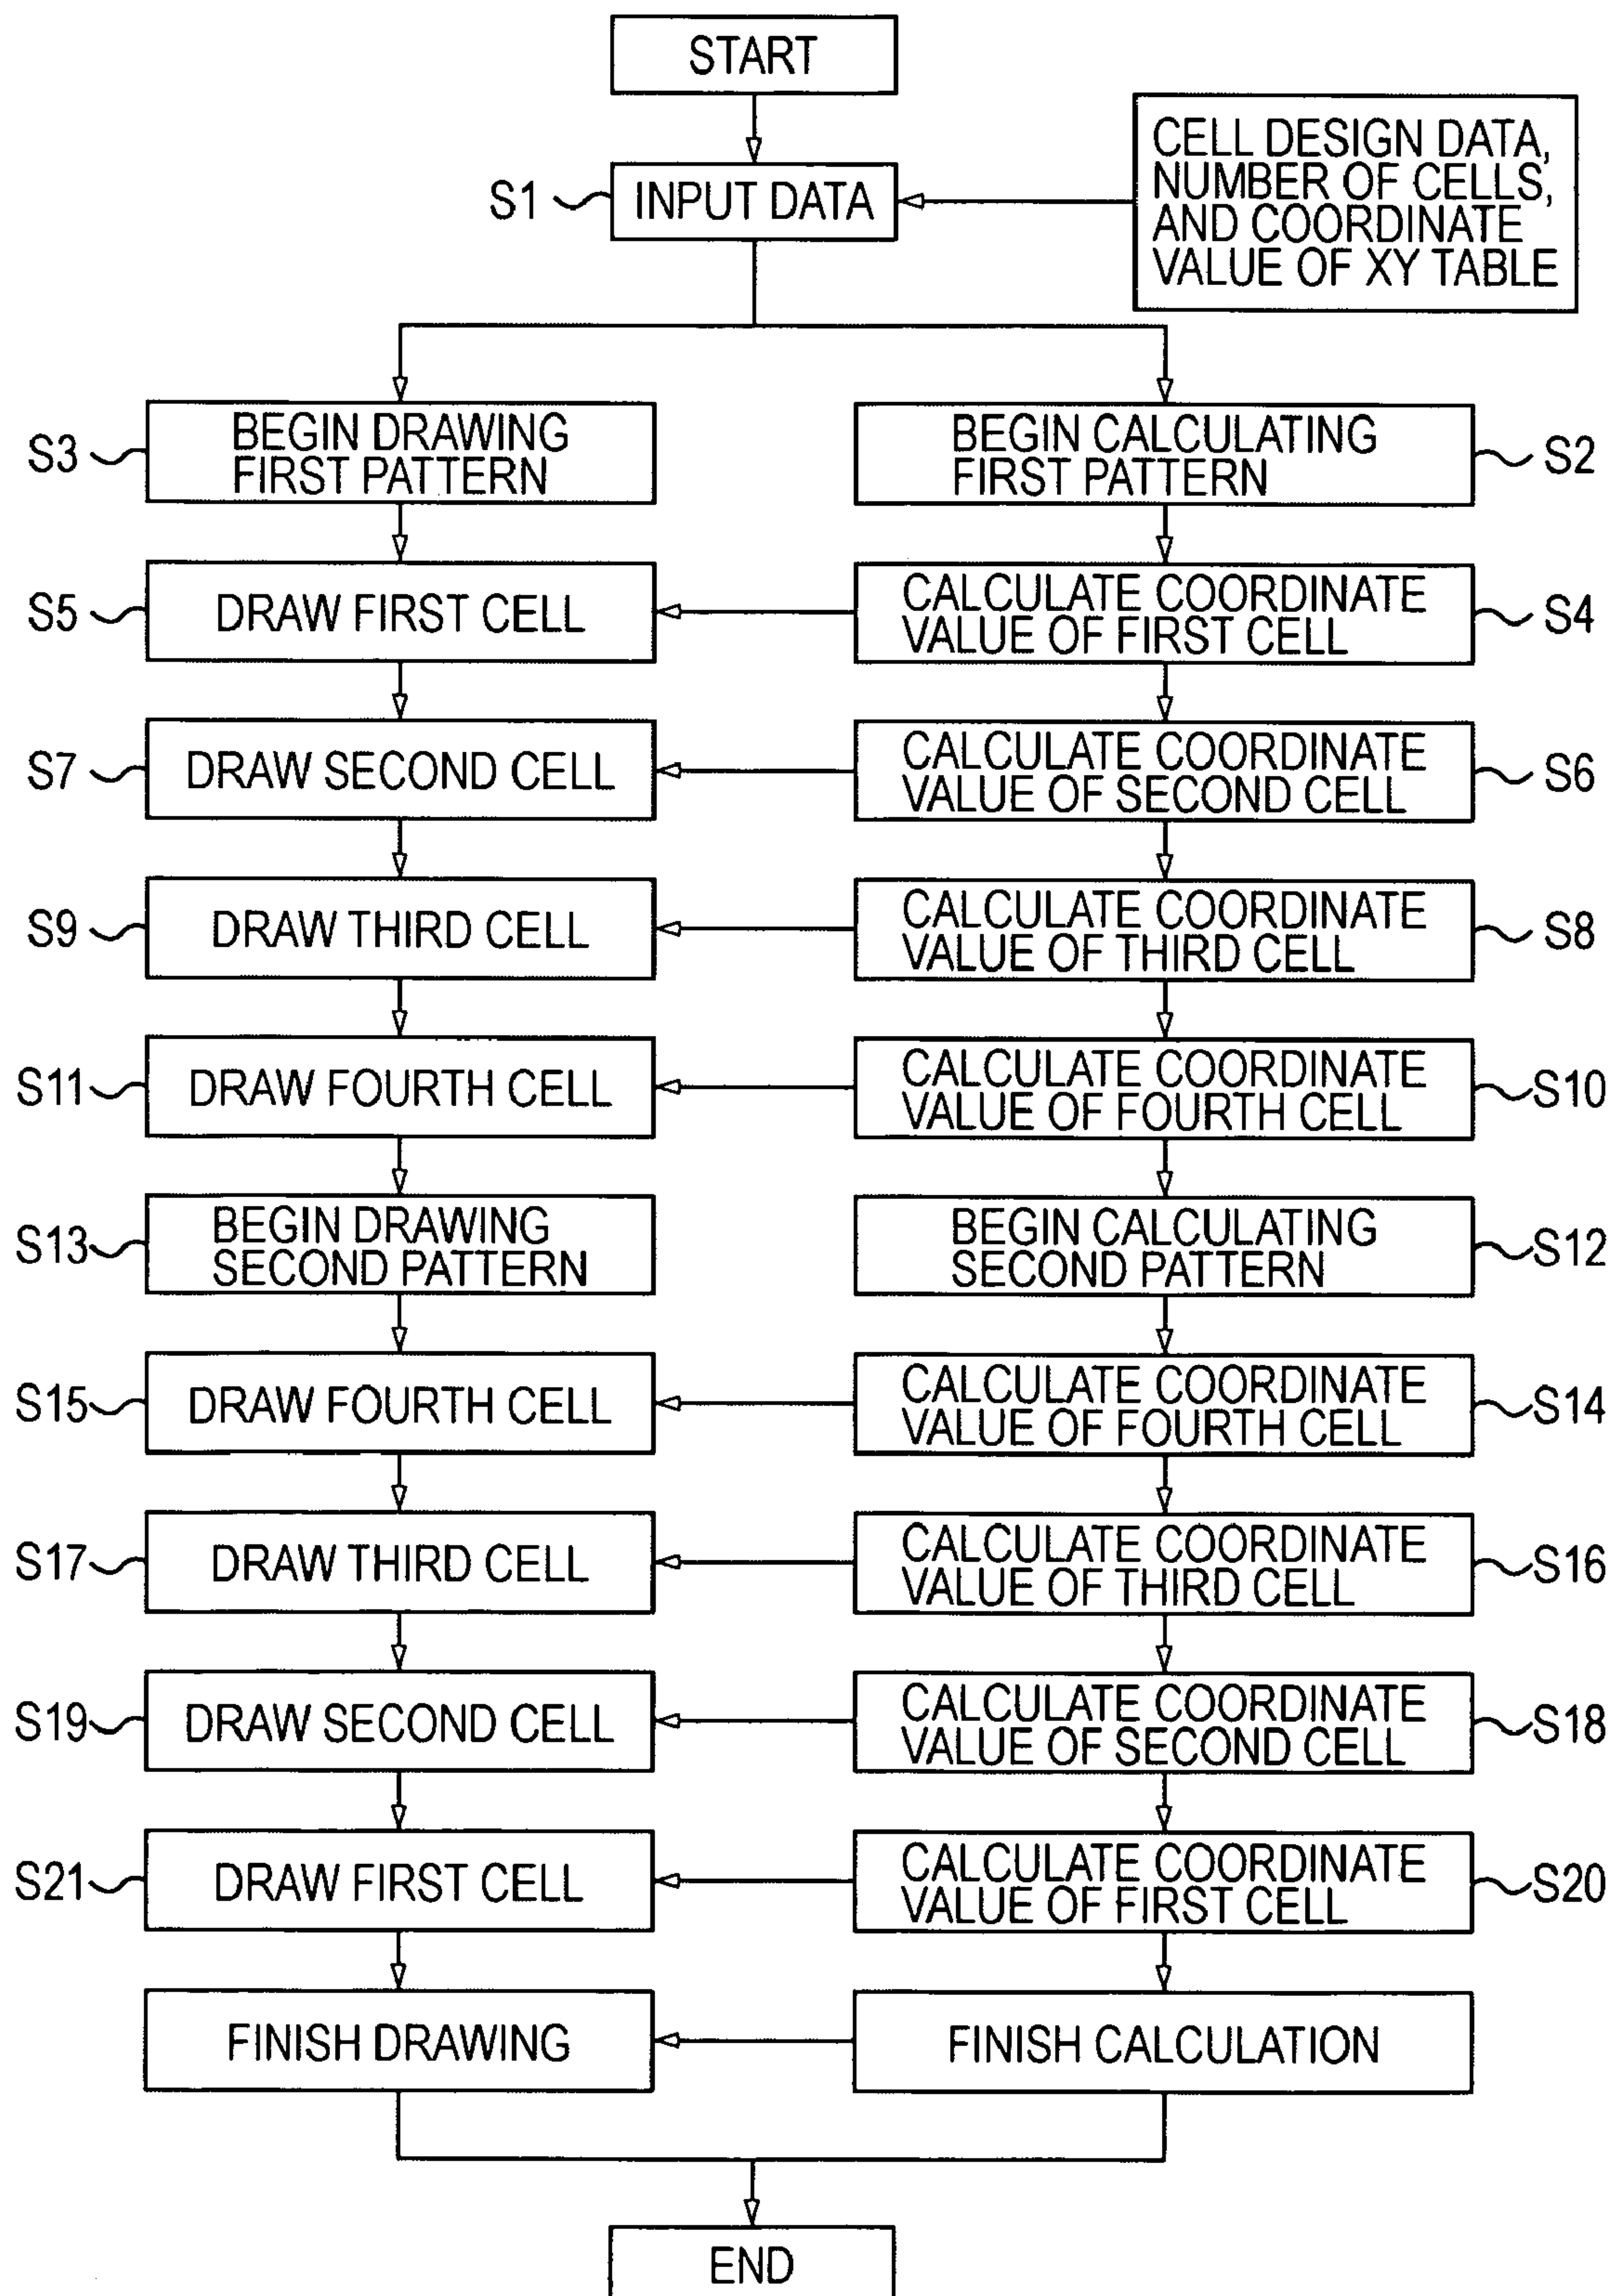 START
CELL DESIGN DATA,
NUMBER OF CELLS,
AND COORDINATE
VALUE OF XY TABLE
S1
INPUT DATA
S3
BEGIN DRAWING
FIRST PATTERN
BEGIN CALCULATING
FIRST PATTERN
S2
S5
DRAW FIRST CELL
CALCULATE COORDINATE
VALUE OF FIRST CELL
S4
S7
DRAW SECOND CELL
CALCULATE COORDINATE
VALUE OF SECOND CELL
S6
S9
DRAW THIRD CELL
CALCULATE COORDINATE
VALUE OF THIRD CELL
S8
S11
DRAW FOURTH CELL
CALCULATE COORDINATE
VALUE OF FOURTH CELL
S10
S13
BEGIN DRAWING
SECOND PATTERN
BEGIN CALCULATING
SECOND PATTERN
S12
S15
DRAW FOURTH CELL
CALCULATE COORDINATE
VALUE OF FOURTH CELL
S14
S17
DRAW THIRD CELL
CALCULATE COORDINATE
VALUE OF THIRD CELL
S16
S19
DRAW SECOND CELL
CALCULATE COORDINATE
VALUE OF SECOND CELL
S18
S21
DRAW FIRST CELL
CALCULATE COORDINATE
VALUE OF FIRST CELL
S20
FINISH DRAWING
FINISH CALCULATION
END